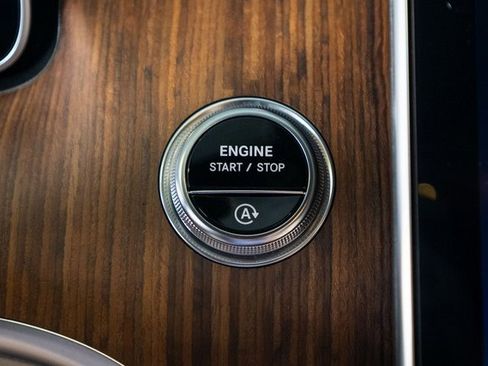 ENGINE
START / STOP
A